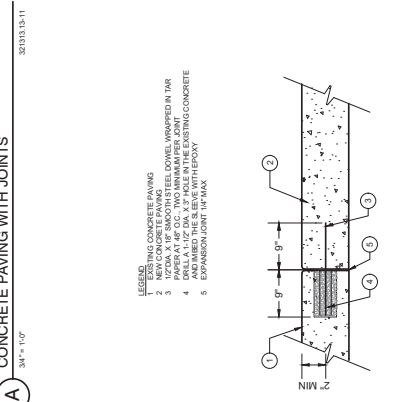 A
CONCRETE PAVING WITH JOINTS
3/4" = 1'-0"
321313.13-11
LEGEND
1 EXISTING CONCRETE PAVING
2 NEW CONCRETE PAVING
3 1/2"DIA. X 18" SMOOTH STEEL DOWEL WRAPPED IN TAR
PAPER AT 48" O.C., TWO MINIMUM PER JOINT
4 DRILL A 1-1/2" DIA. X 3" HOLE IN THE EXISTING CONCRETE
AND IMBED THE SLEEVE WITH EPOXY
5 EXPANSION JOINT 1/4" MAX
2" MIN
9"
9"
1
2
3
4
5